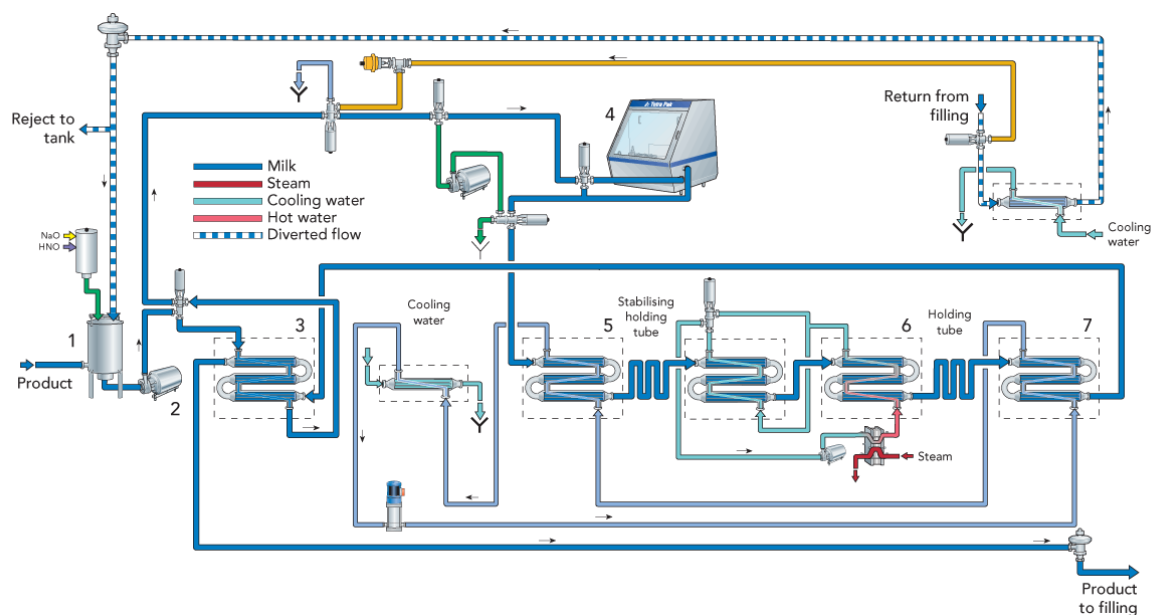 Reject to
tank
Return from
filling
4
Tetra Pak
Milk
Steam
Cooling water
Hot water
Diverted flow
NaO
HNO
Cooling
water
1
3
Cooling
water
Stabilising
holding
tube
5
6
Holding
tube
7
Product
2
Steam
Product
to filling